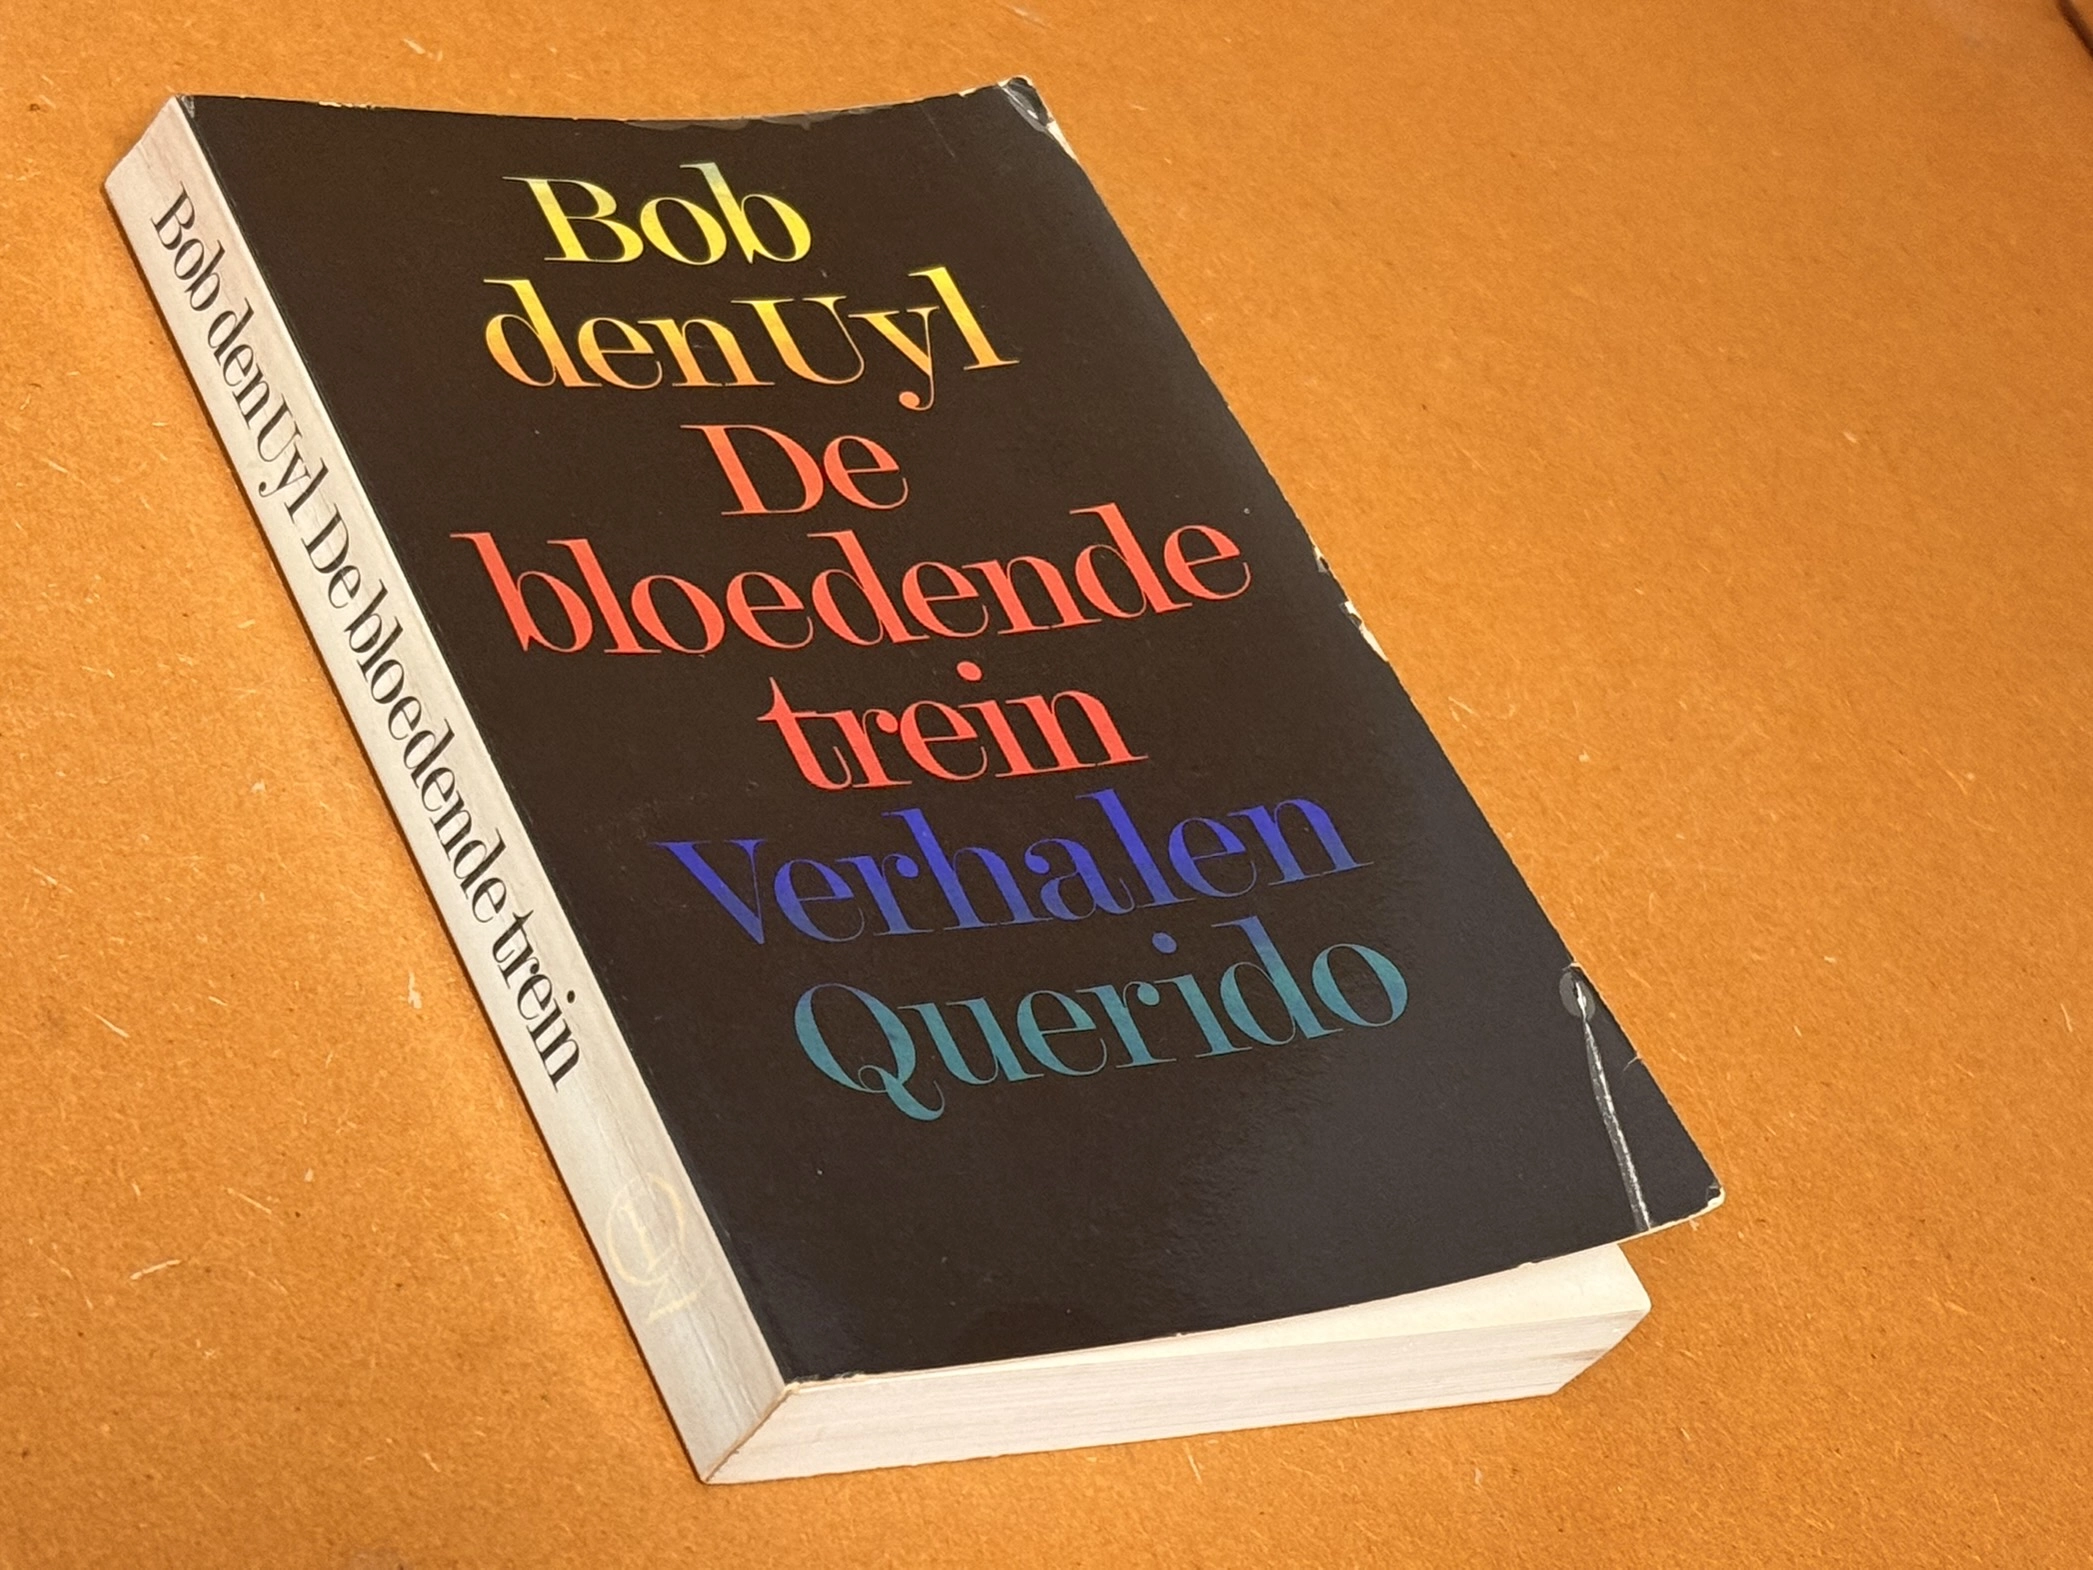 Bob
den Uyl
De
bloedende
trein
Verhalen
Querido
Bob den Uyl De bloedende trein